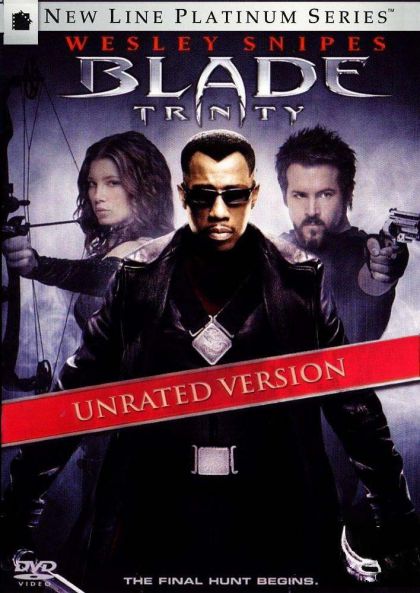 NEW LINE PLATINUM SERIES™
WESLEY SNIPES
BLADE
TRINITY
UNRATED VERSION
DVD
VIDEO
THE FINAL HUNT BEGINS.